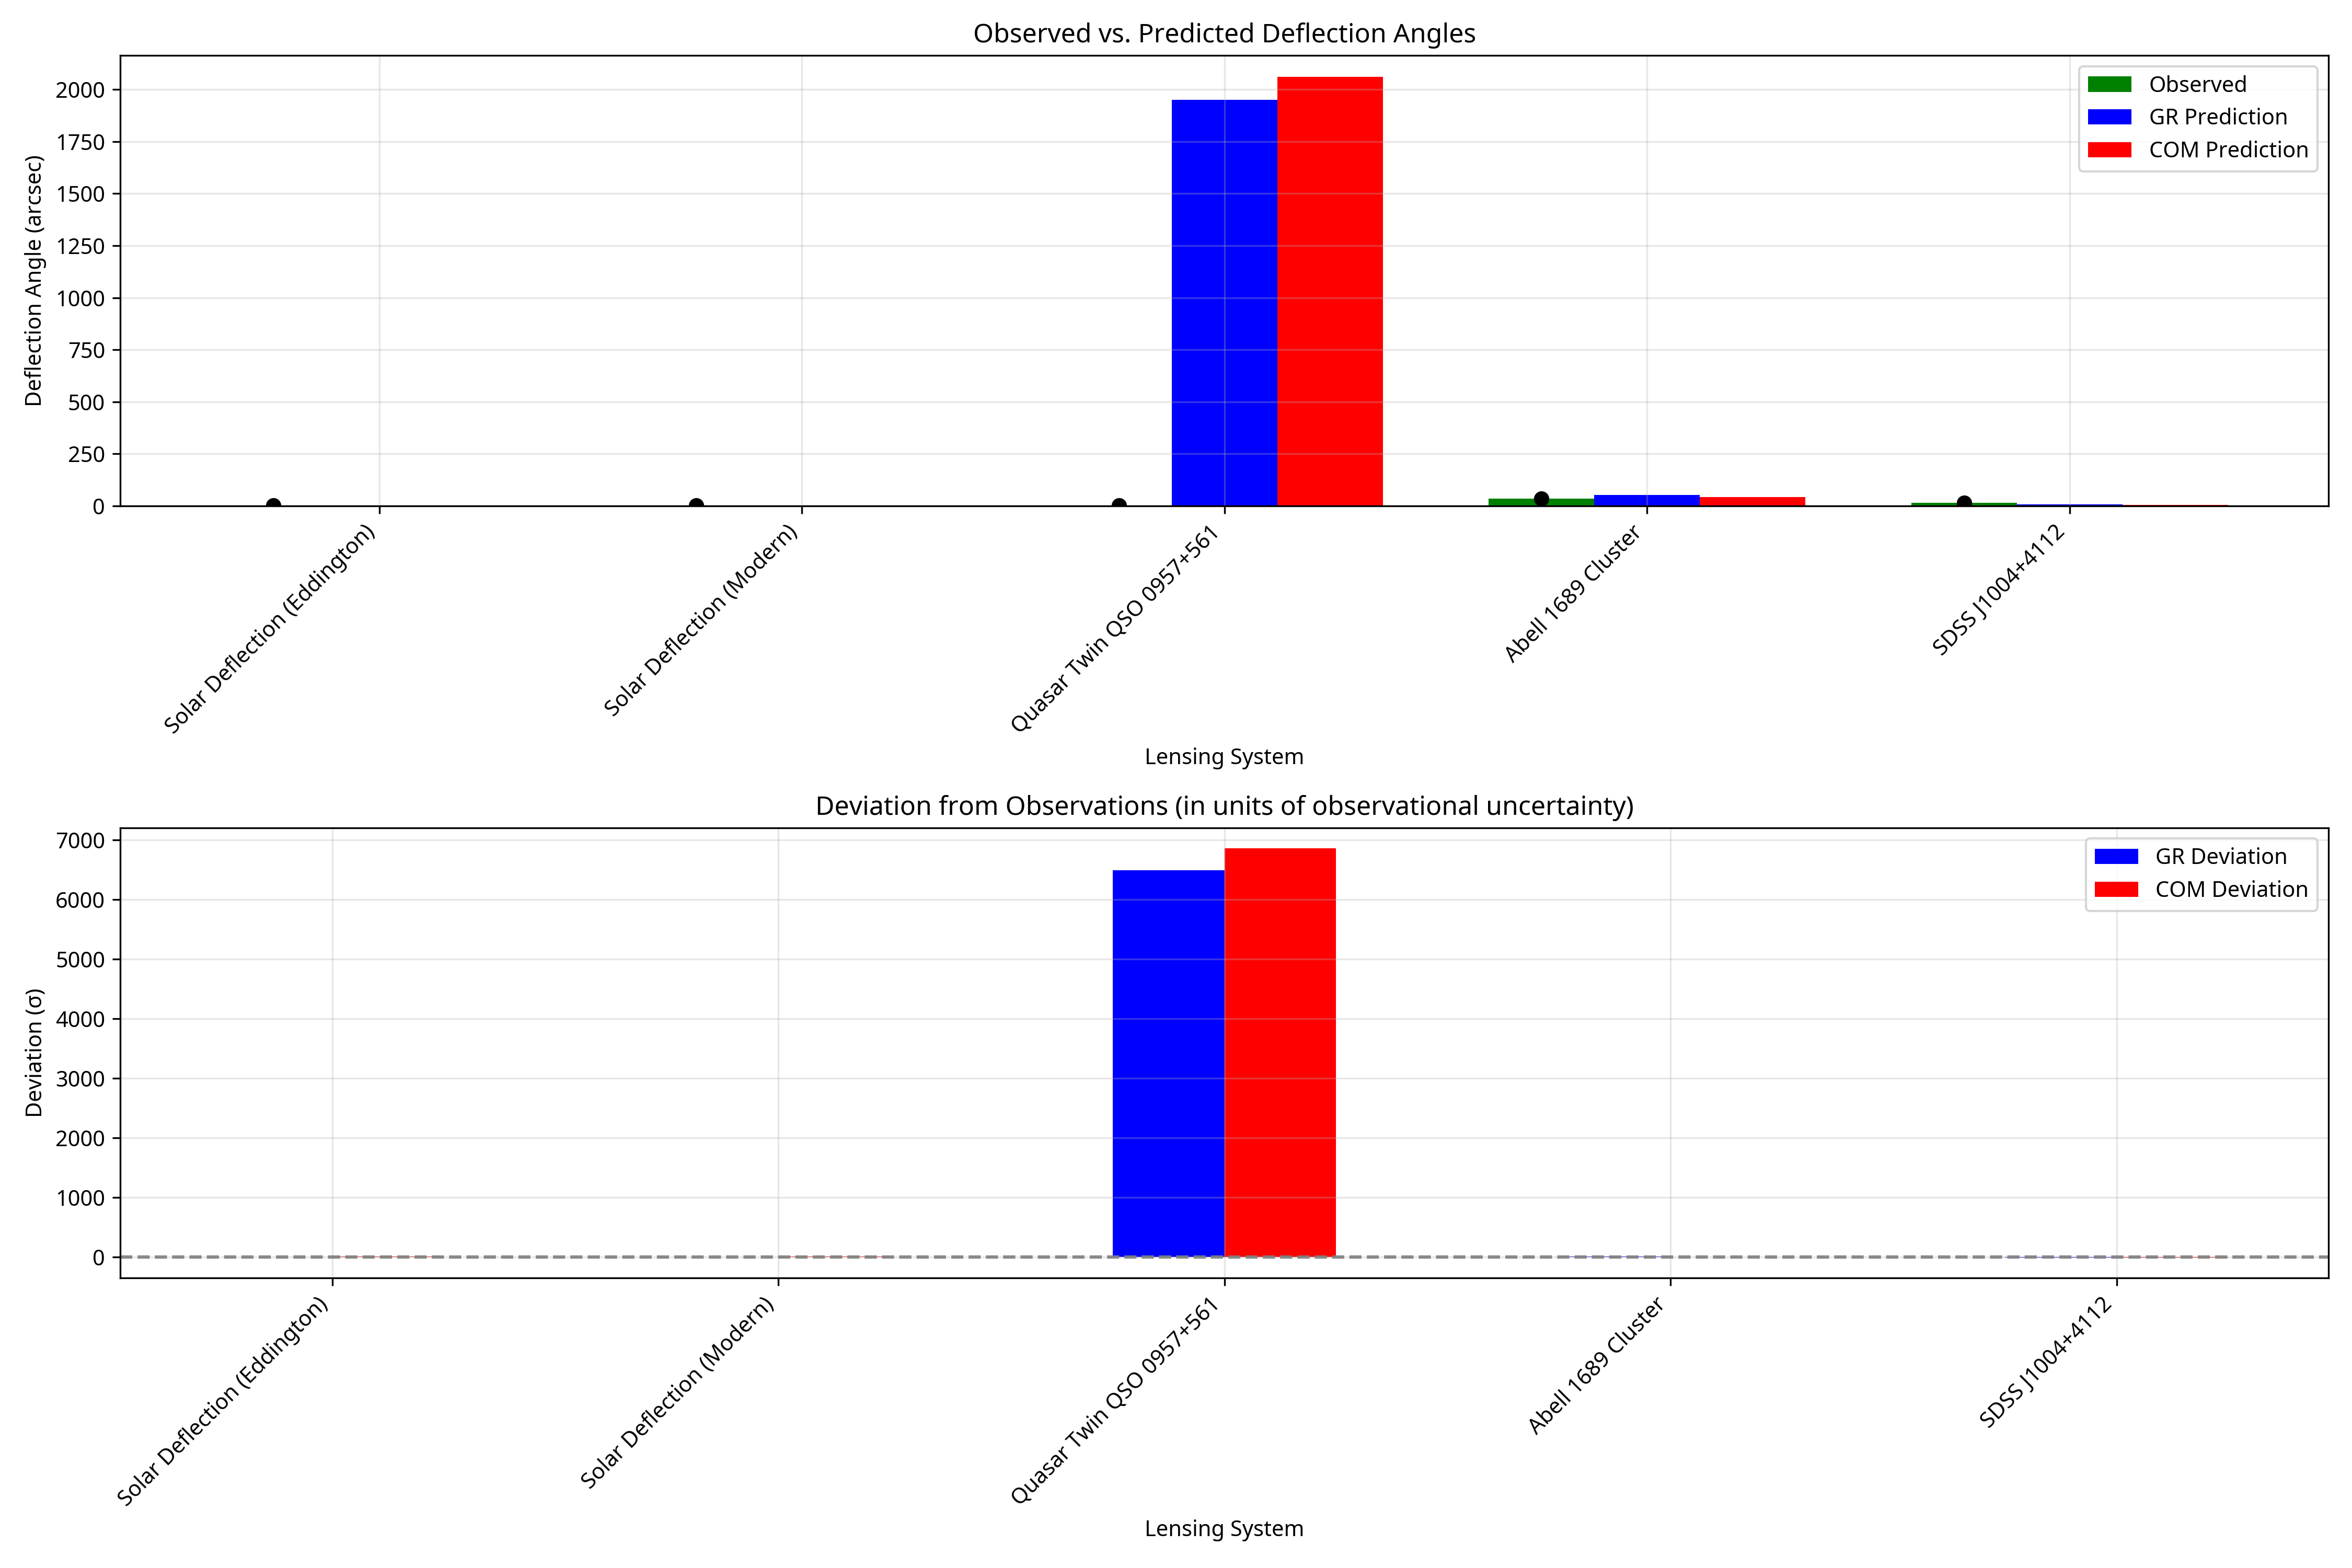 Observed vs. Predicted Deflection Angles
Observed
GR Prediction
COM Prediction
Deflection Angle (arcsec)
2000
1750
1500
1250
1000
750
500
250
0
Solar Deflection (Eddington)
Solar Deflection (Modern)
Quasar Twin QSO 0957+561
Abell 1689 Cluster
SDSS J1004+4112
Lensing System
Deviation from Observations (in units of observational uncertainty)
GR Deviation
COM Deviation
Deviation (σ)
7000
6000
5000
4000
3000
2000
1000
0
Solar Deflection (Eddington)
Solar Deflection (Modern)
Quasar Twin QSO 0957+561
Abell 1689 Cluster
SDSS J1004+4112
Lensing System